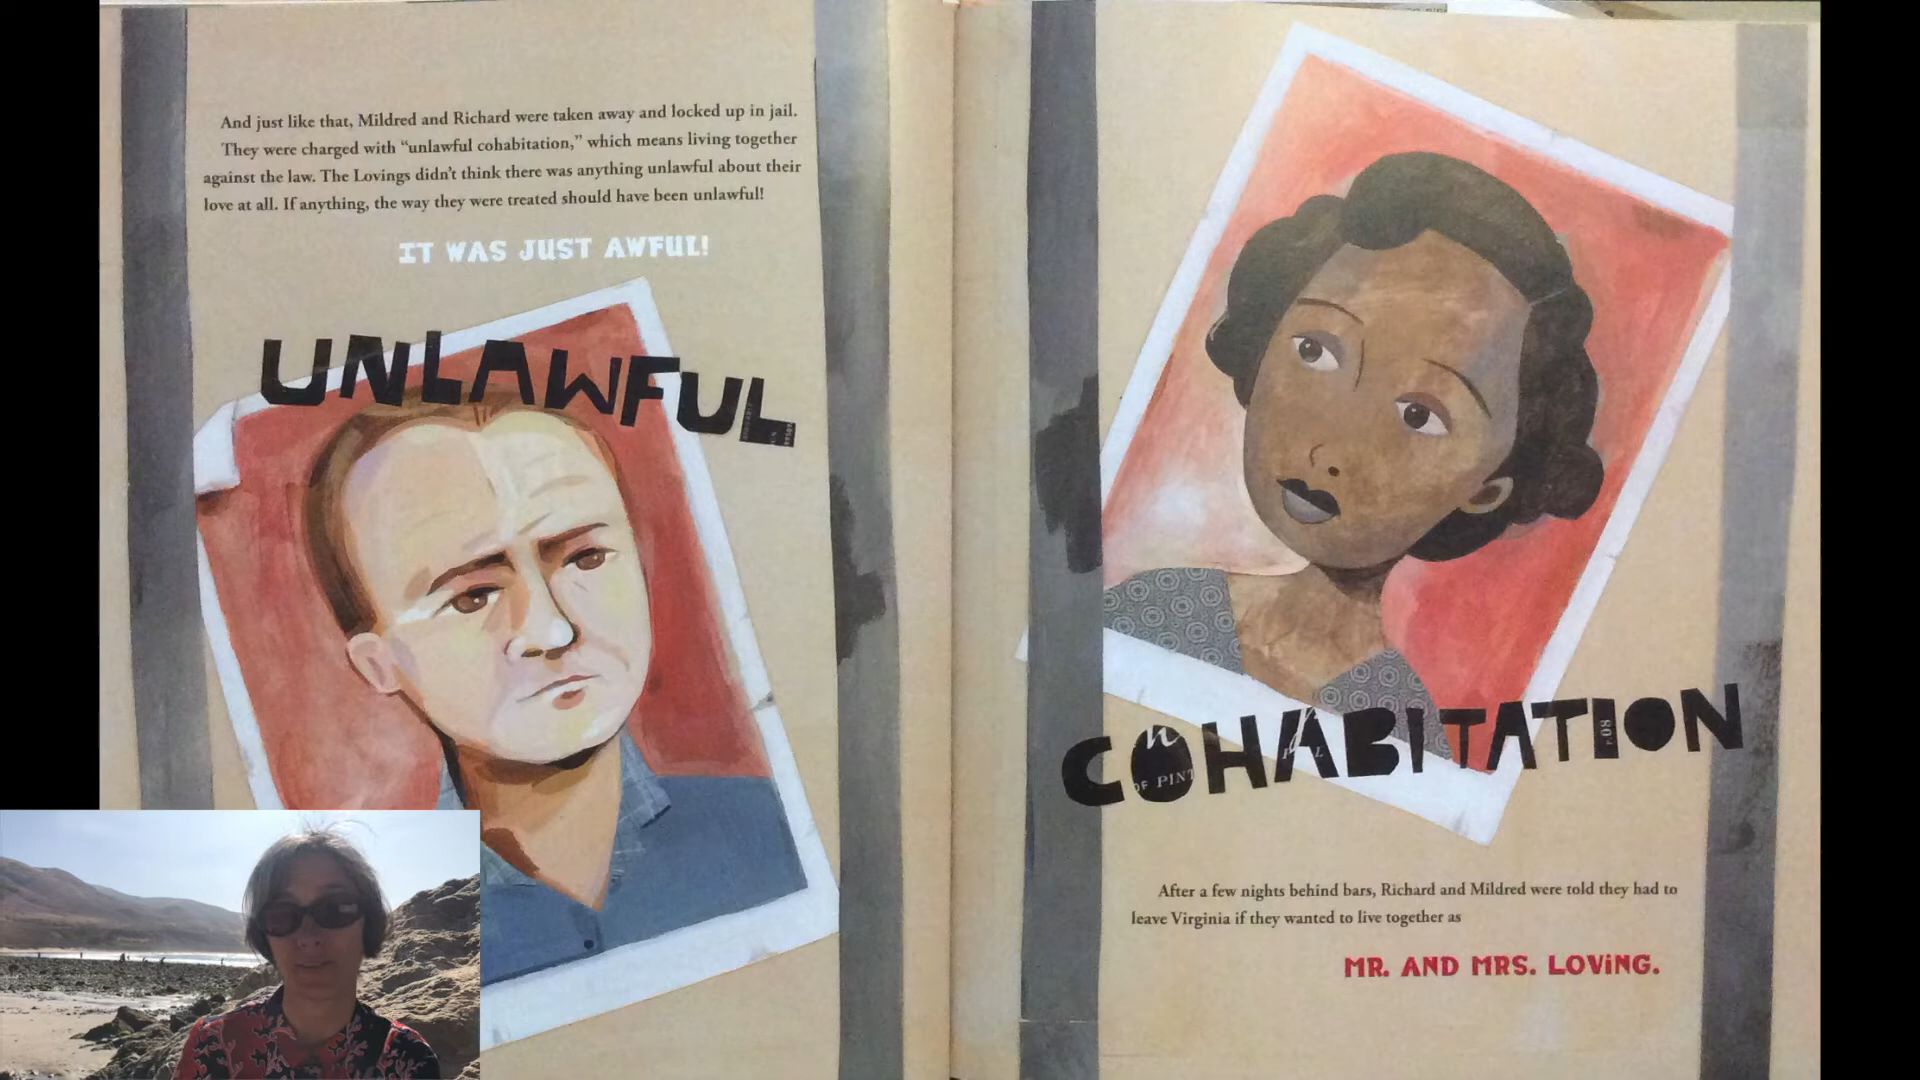 And just like that, Mildred and Richard were taken away and locked up in jail.
They were charged with “unlawful cohabitation,” which means living together
against the law. The Lovings didn’t think there was anything unlawful about their
love at all. If anything, the way they were treated should have been unlawful!
IT WAS JUST AWFUL!
UNLAWFUL
COHABITATION
OF PINT
After a few nights behind bars, Richard and Mildred were told they had to
leave Virginia if they wanted to live together as
MR. AND MRS. LOViNG.